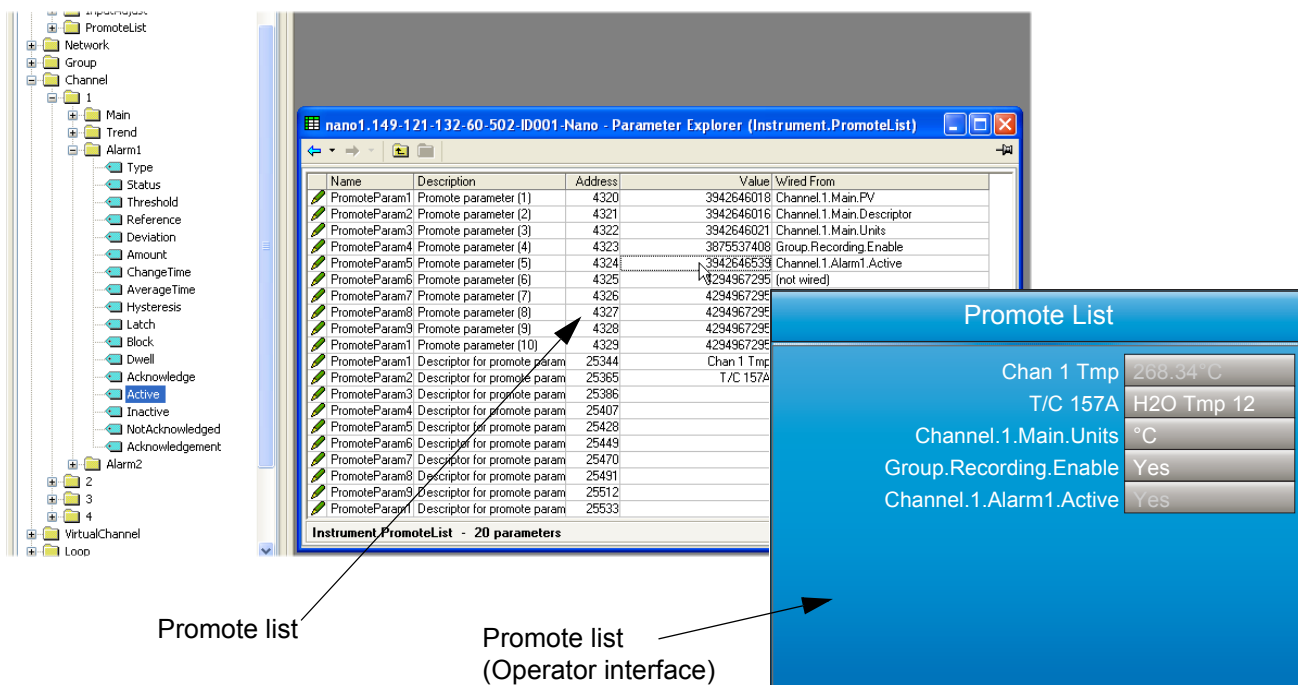 InputAdjust
PromoteList
Network
Group
Channel
1
Main
Trend
Alarm1
Type
Status
Threshold
Reference
Deviation
Amount
ChangeTime
AverageTime
Hysteresis
Latch
Block
Dwell
Acknowledge
Active
Inactive
NotAcknowledged
Acknowledgement
Alarm2
2
3
4
VirtualChannel
Loop
nano1.149-121-132-60-502-ID001-Nano - Parameter Explorer (Instrument.PromoteList)
Name Description Address Value Wired From
PromoteParam1 Promote parameter (1) 4320 3942646018 Channel.1.Main.PV
PromoteParam2 Promote parameter (2) 4321 3942646016 Channel.1.Main.Descriptor
PromoteParam3 Promote parameter (3) 4322 3942646021 Channel.1.Main.Units
PromoteParam4 Promote parameter (4) 4323 3875537408 Group.Recording.Enable
PromoteParam5 Promote parameter (5) 4324 3942646539 Channel.1.Alarm1.Active
PromoteParam6 Promote parameter (6) 4325 4294967295 (not wired)
PromoteParam7 Promote parameter (7) 4326 4294967295
PromoteParam8 Promote parameter (8) 4327 4294967295
PromoteParam9 Promote parameter (9) 4328 4294967295
PromoteParam1 Promote parameter (10) 4329 4294967295
PromoteParam1 Descriptor for promote param 25344 Chan 1 Tmp
PromoteParam2 Descriptor for promote param 25365 T/C 157A
PromoteParam3 Descriptor for promote param 25386
PromoteParam4 Descriptor for promote param 25407
PromoteParam5 Descriptor for promote param 25428
PromoteParam6 Descriptor for promote param 25449
PromoteParam7 Descriptor for promote param 25470
PromoteParam8 Descriptor for promote param 25491
PromoteParam9 Descriptor for promote param 25512
PromoteParam1 Descriptor for promote param 25533
Instrument.PromoteList - 20 parameters
Promote List
Chan 1 Tmp 268.34°C
T/C 157A H2O Tmp 12
Channel.1.Main.Units °C
Group.Recording.Enable Yes
Channel.1.Alarm1.Active Yes
Promote list
Promote list
(Operator interface)